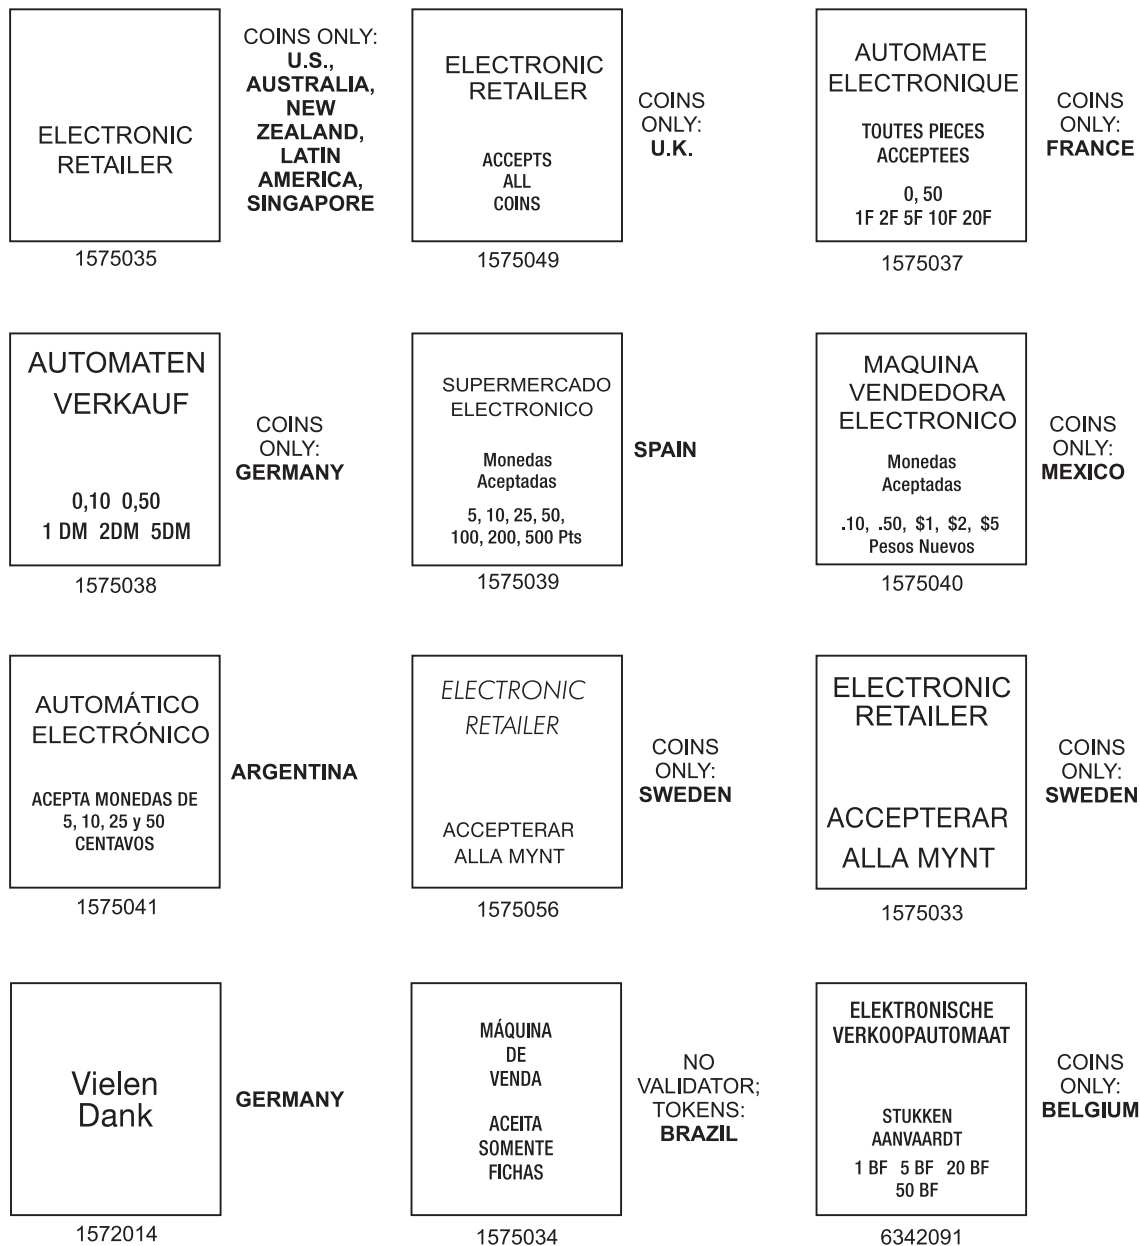 ELECTRONIC
RETAILER
1575035
COINS ONLY:
U.S.,
AUSTRALIA,
NEW
ZEALAND,
LATIN
AMERICA,
SINGAPORE
ELECTRONIC
RETAILER
ACCEPTS
ALL
COINS
1575049
COINS
ONLY:
U.K.
AUTOMATE
ELECTRONIQUE
TOUTES PIECES
ACCEPTEES
0, 50
1F 2F 5F 10F 20F
1575037
COINS
ONLY:
FRANCE
AUTOMATEN
VERKAUF
0,10 0,50
1 DM 2DM 5DM
1575038
COINS
ONLY:
GERMANY
SUPERMERCADO
ELECTRONICO
Monedas
Aceptadas
5, 10, 25, 50,
100, 200, 500 Pts
1575039
SPAIN
MAQUINA
VENDEDORA
ELECTRONICO
Monedas
Aceptadas
.10, .50, $1, $2, $5
Pesos Nuevos
1575040
COINS
ONLY:
MEXICO
AUTOMÁTICO
ELECTRÓNICO
ACEPTA MONEDAS DE
5, 10, 25 y 50
CENTAVOS
1575041
ARGENTINA
ELECTRONIC
RETAILER
ACCEPTERAR
ALLA MYNT
1575056
COINS
ONLY:
SWEDEN
ELECTRONIC
RETAILER
ACCEPTERAR
ALLA MYNT
1575033
COINS
ONLY:
SWEDEN
Vielen
Dank
1572014
GERMANY
MÁQUINA
DE
VENDA
ACEITA
SOMENTE
FICHAS
1575034
NO
VALIDATOR;
TOKENS:
BRAZIL
ELEKTRONISCHE
VERKOOPAUTOMAAT
STUKKEN
AANVAARDT
1 BF 5 BF 20 BF
50 BF
6342091
COINS
ONLY:
BELGIUM